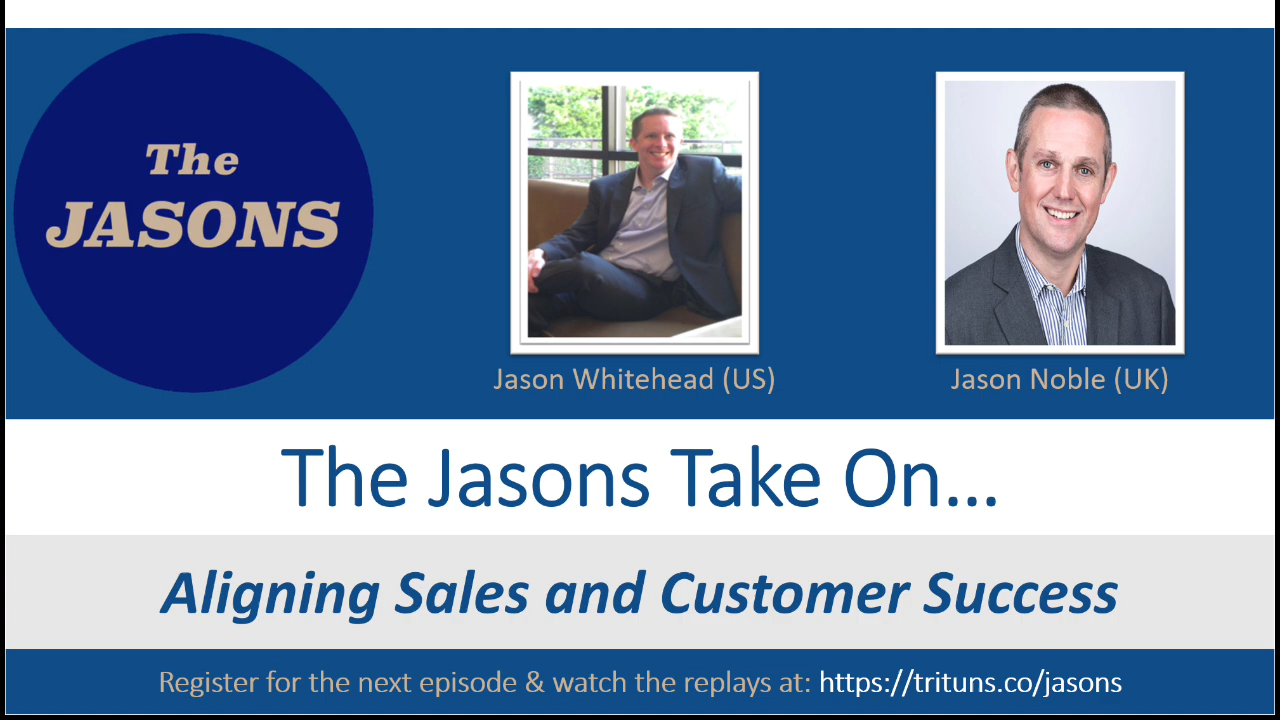 The
JASONS
Jason Whitehead (US)
Jason Noble (UK)
The Jasons Take On...
Aligning Sales and Customer Success
Register for the next episode & watch the replays at: https://trituns.co/jasons